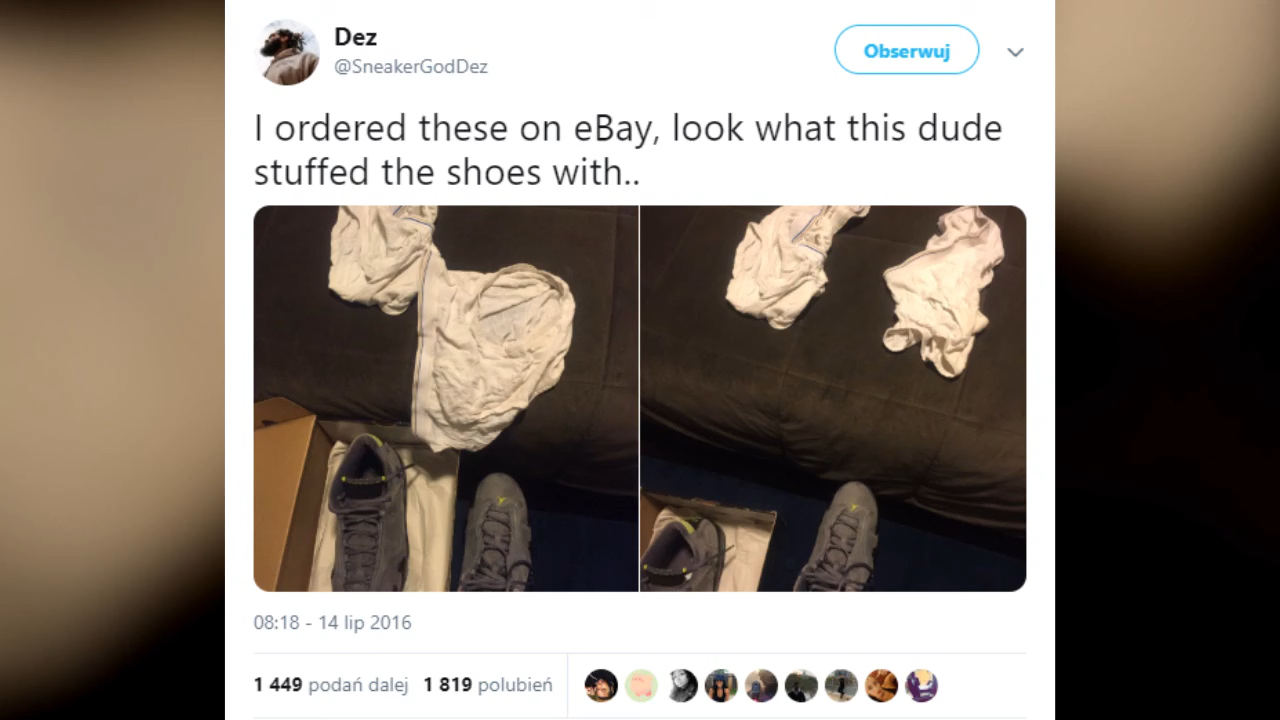 Dez
@SneakerGodDez
Obserwuj
I ordered these on eBay, look what this dude
stuffed the shoes with..
08:18 - 14 lip 2016
1 449 podań dalej 1 819 polubień